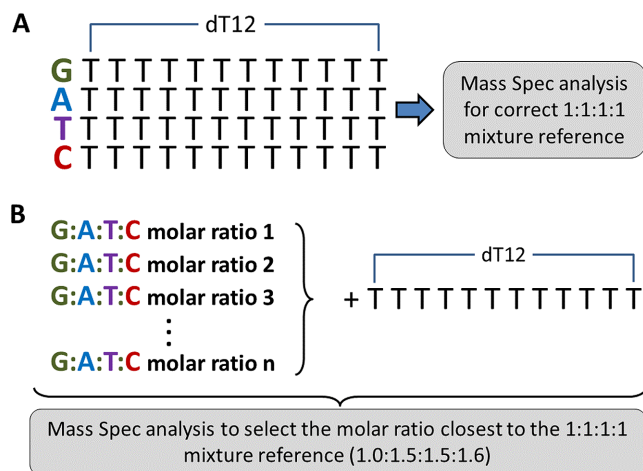 A
dT12
G T T T T T T T T T T T T
A T T T T T T T T T T T T
T T T T T T T T T T T T T
C T T T T T T T T T T T T
Mass Spec analysis
for correct 1:1:1:1
mixture reference
B
G:A:T:C molar ratio 1
G:A:T:C molar ratio 2
G:A:T:C molar ratio 3
⋮
G:A:T:C molar ratio n
dT12
+ T T T T T T T T T T T T
Mass Spec analysis to select the molar ratio closest to the 1:1:1:1
mixture reference (1.0:1.5:1.5:1.6)